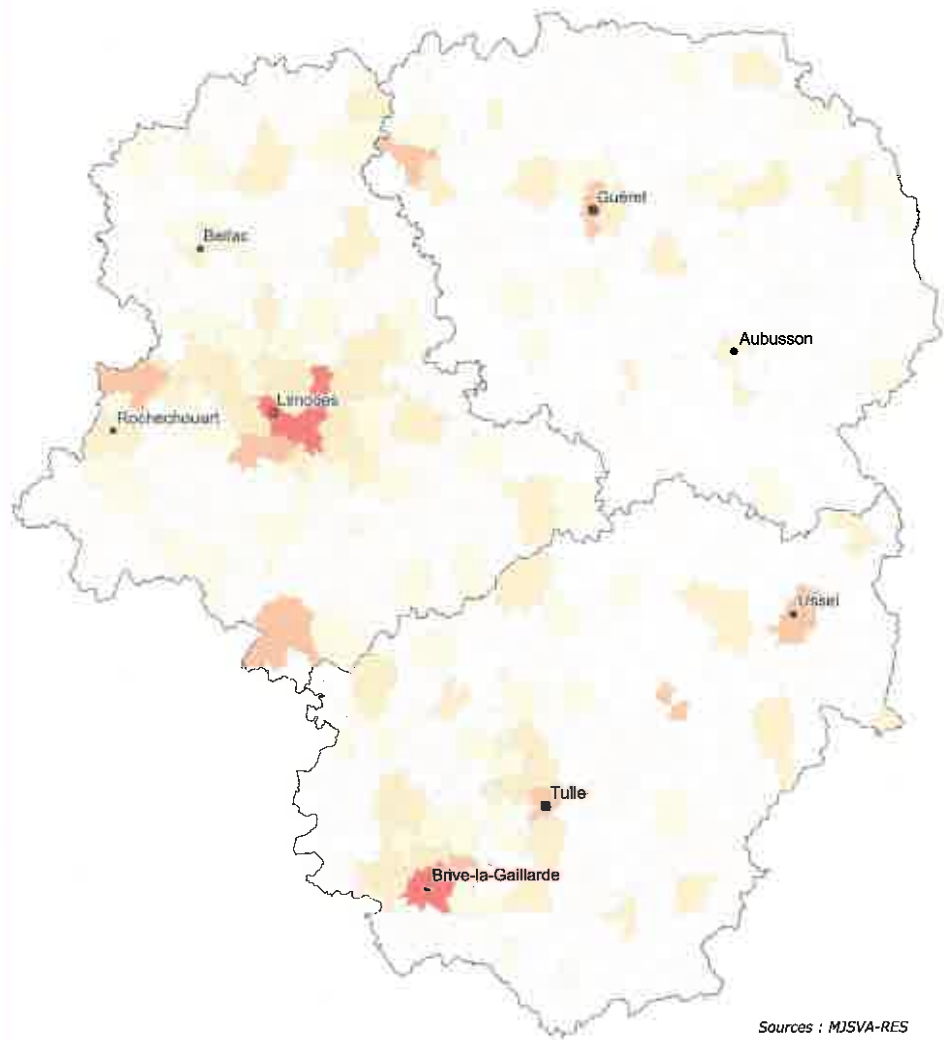 Guéret
Bellac
Aubusson
Limoges
Rochechouart
Ussel
Tulle
Brive-la-Gaillarde
Sources : MJSVA-RES